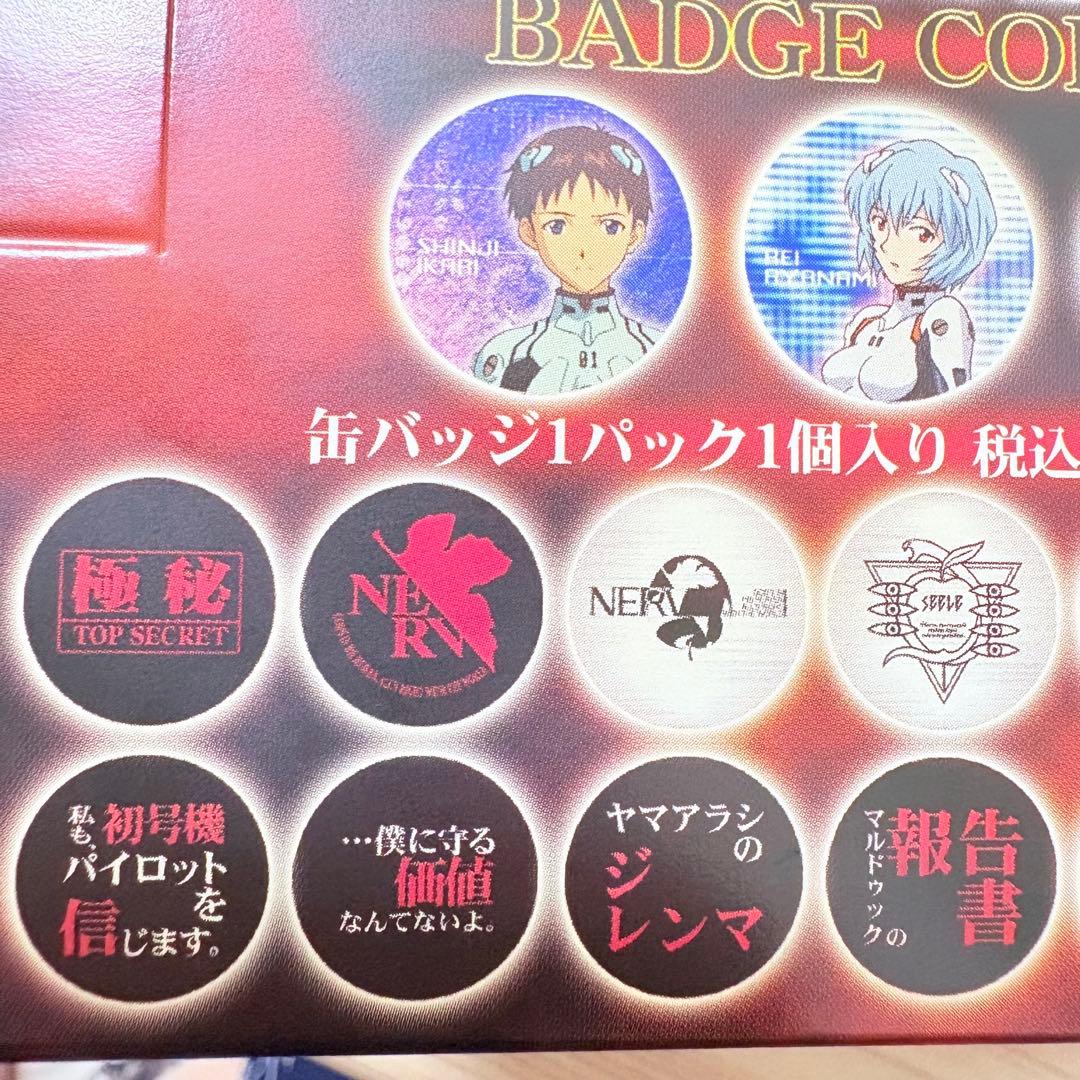 BADGE CO
SHINJI
IKARI
REI
AYANAMI
01
缶バッジ1パック1個入り 税込
極秘
TOP SECRET
NERV
NERV
SEELE
私も、初号機
パイロットを
信じます。
…僕に守る
価値
なんてないよ。
ヤマアラシの
ジ
レンマ
マルドゥックの
報告書